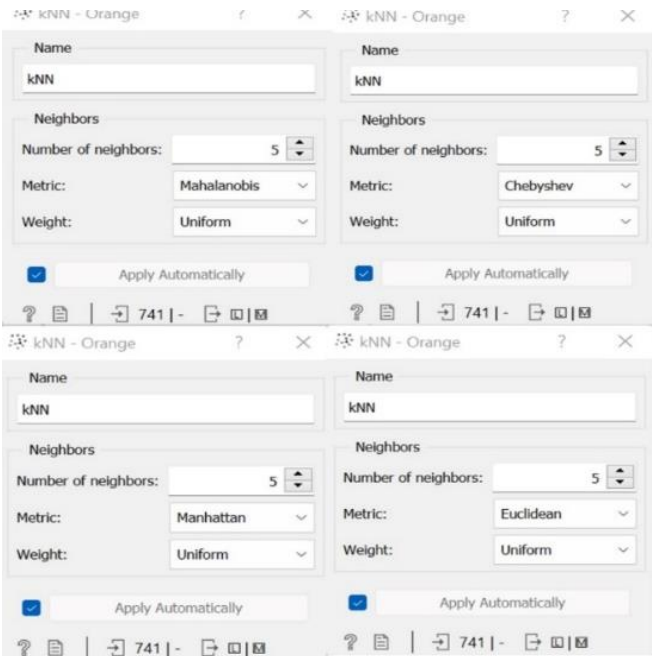 kNN - Orange ? ×
Name
kNN
Neighbors
Number of neighbors: 5
Metric: Mahalanobis
Weight: Uniform
Apply Automatically
? 741 | - L | M
kNN - Orange ? ×
Name
kNN
Neighbors
Number of neighbors: 5
Metric: Chebyshev
Weight: Uniform
Apply Automatically
? 741 | - L | M
kNN - Orange ? ×
Name
kNN
Neighbors
Number of neighbors: 5
Metric: Manhattan
Weight: Uniform
Apply Automatically
? 741 | - L | M
kNN - Orange ? ×
Name
kNN
Neighbors
Number of neighbors: 5
Metric: Euclidean
Weight: Uniform
Apply Automatically
? 741 | - L | M